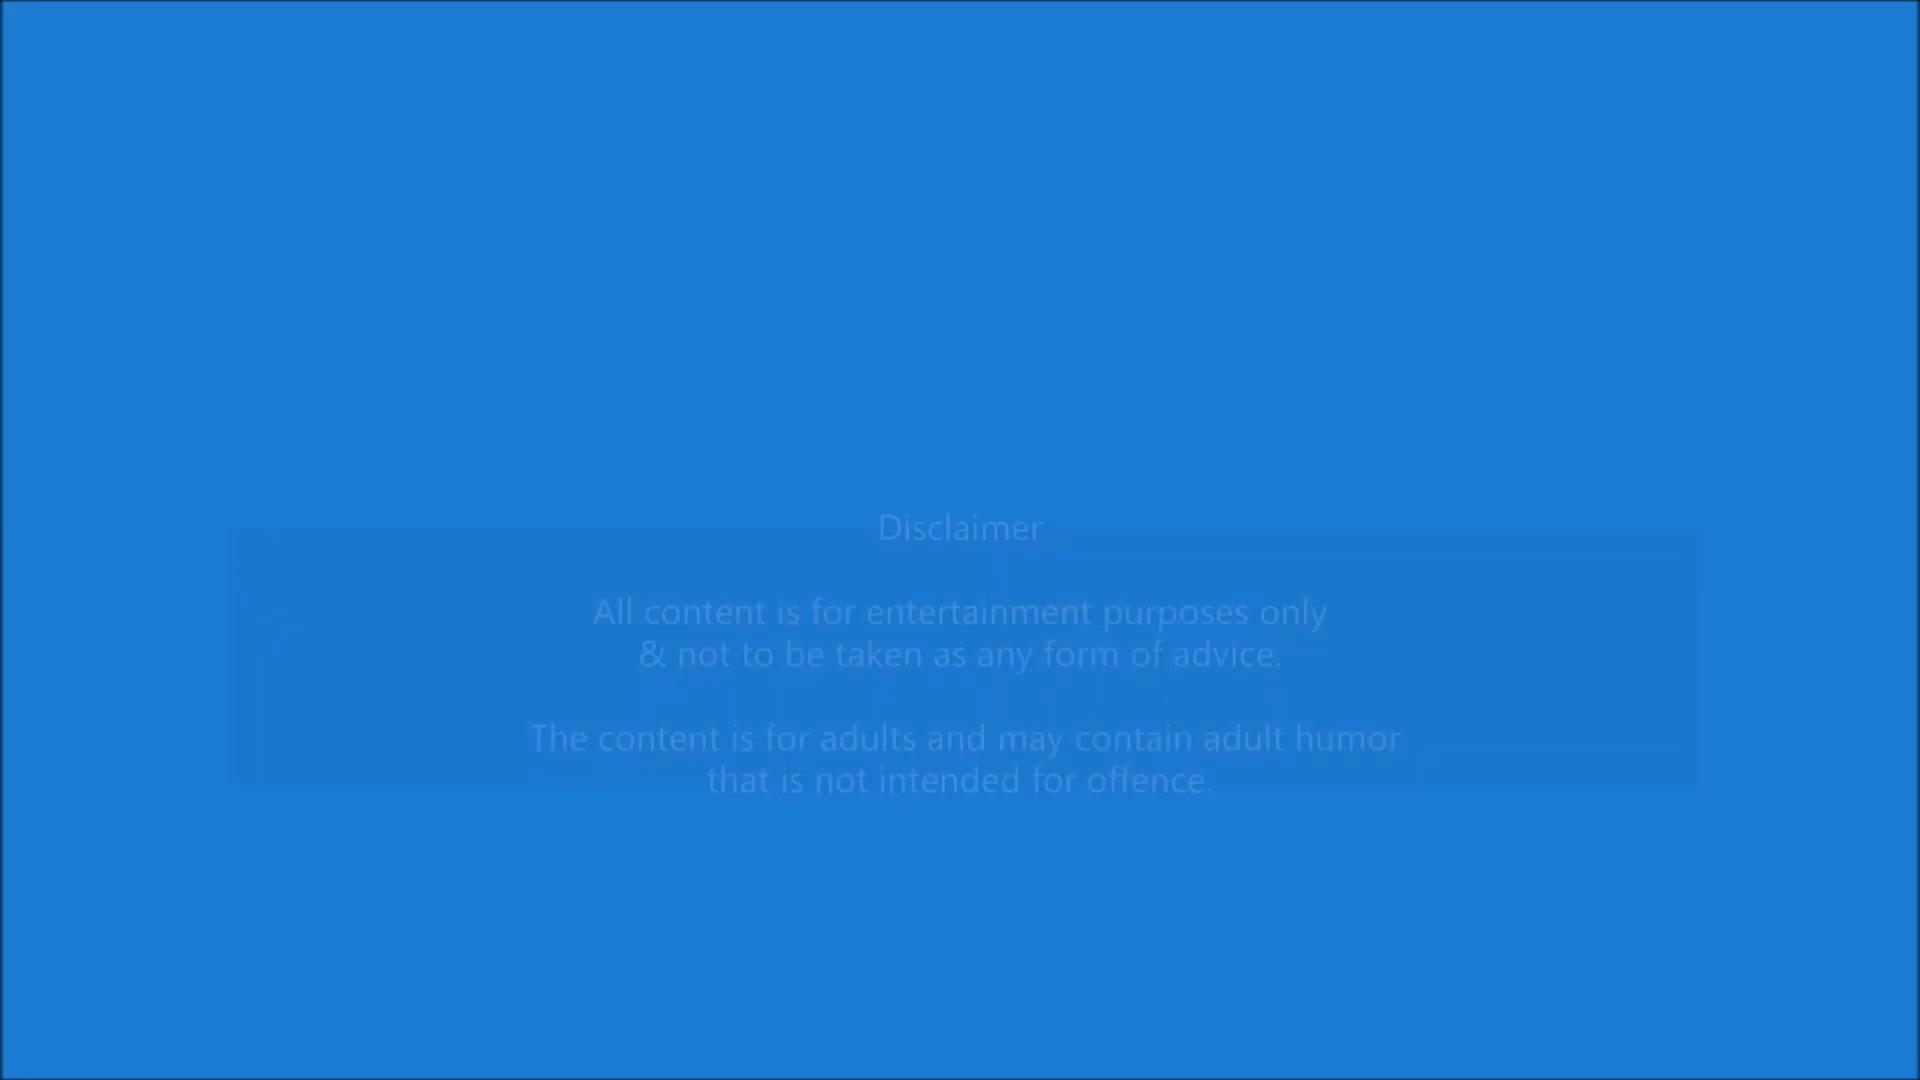 Disclaimer
All content is for entertainment purposes only
& not to be taken as any form of advice.
The content is for adults and may contain adult humor
that is not intended for offence.